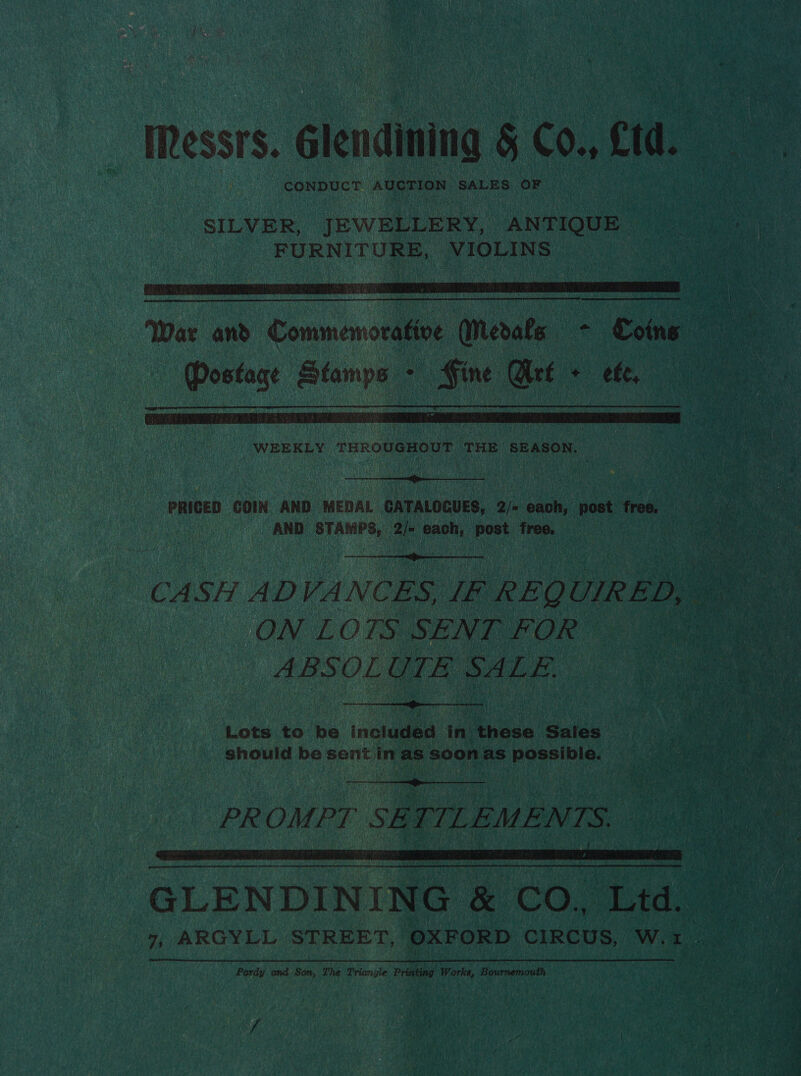 Messrs. Glendining & Co., Ltd.
CONDUCT AUCTION SALES OF
SILVER, JEWELLERY, ANTIQUE
FURNITURE, VIOLINS
War and Commemorative Medals - Coins
Postage Stamps - Fine Art + etc.
WEEKLY THROUGHOUT THE SEASON.
PRICED COIN AND MEDAL CATALOGUES, 2/- each, post free.
AND STAMPS, 2/- each, post free.
CASH ADVANCES, IF REQUIRED,
ON LOTS SENT FOR
ABSOLUTE SALE.
Lots to be included in these Sales
should be sent in as soon as possible.
PROMPT SETTLEMENTS.
GLENDINING & CO., Ltd.
7, ARGYLL STREET, OXFORD CIRCUS, W.1
Pardy and Son, The Triangle Printing Works, Bournemouth